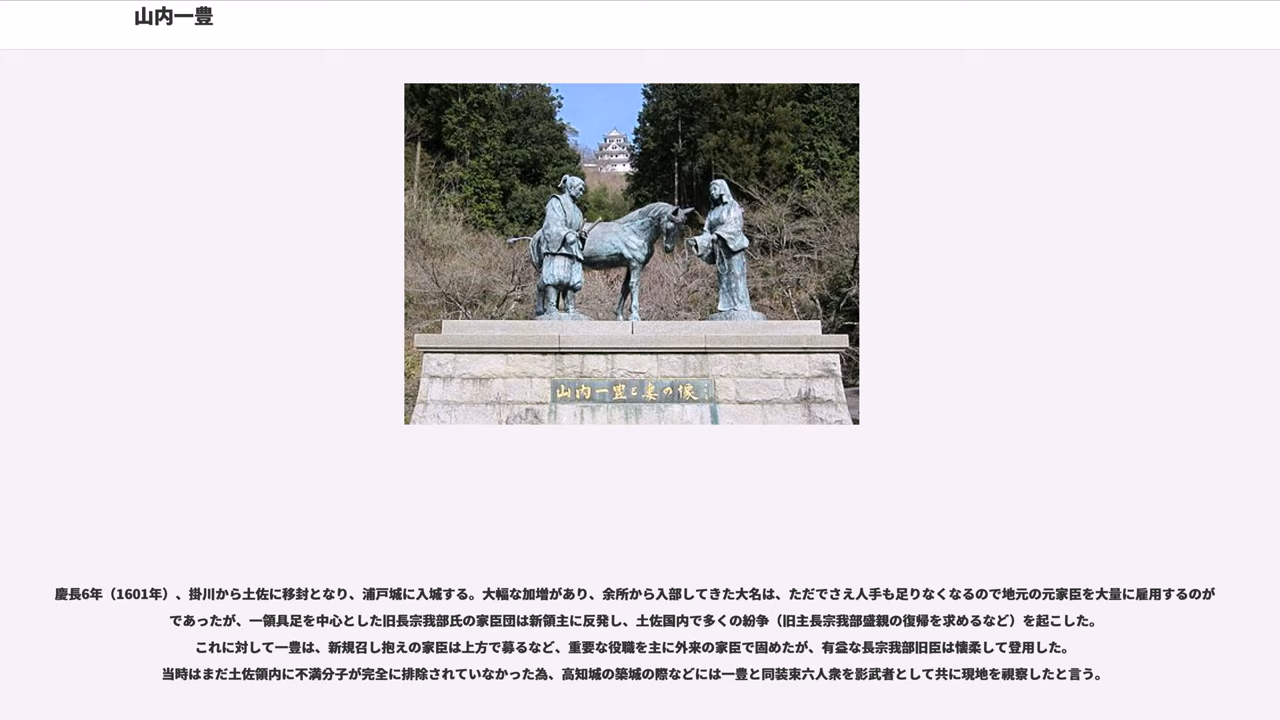 山内一豊
山内一豊と妻の像
慶長6年（1601年）、掛川から土佐に移封となり、浦戸城に入城する。大幅な加増があり、余所から入部してきた大名は、ただでさえ人手も足りなくなるので地元の元家臣を大量に雇用するのが
であったが、一領具足を中心とした旧長宗我部氏の家臣団は新領主に反発し、土佐国内で多くの紛争（旧主長宗我部盛親の復帰を求めるなど）を起こした。
これに対して一豊は、新規召し抱えの家臣は上方で募るなど、重要な役職を主に外来の家臣で固めたが、有益な長宗我部旧臣は懐柔して登用した。
当時はまだ土佐領内に不満分子が完全に排除されていなかった為、高知城の築城の際などには一豊と同装束六人衆を影武者として共に現地を視察したと言う。